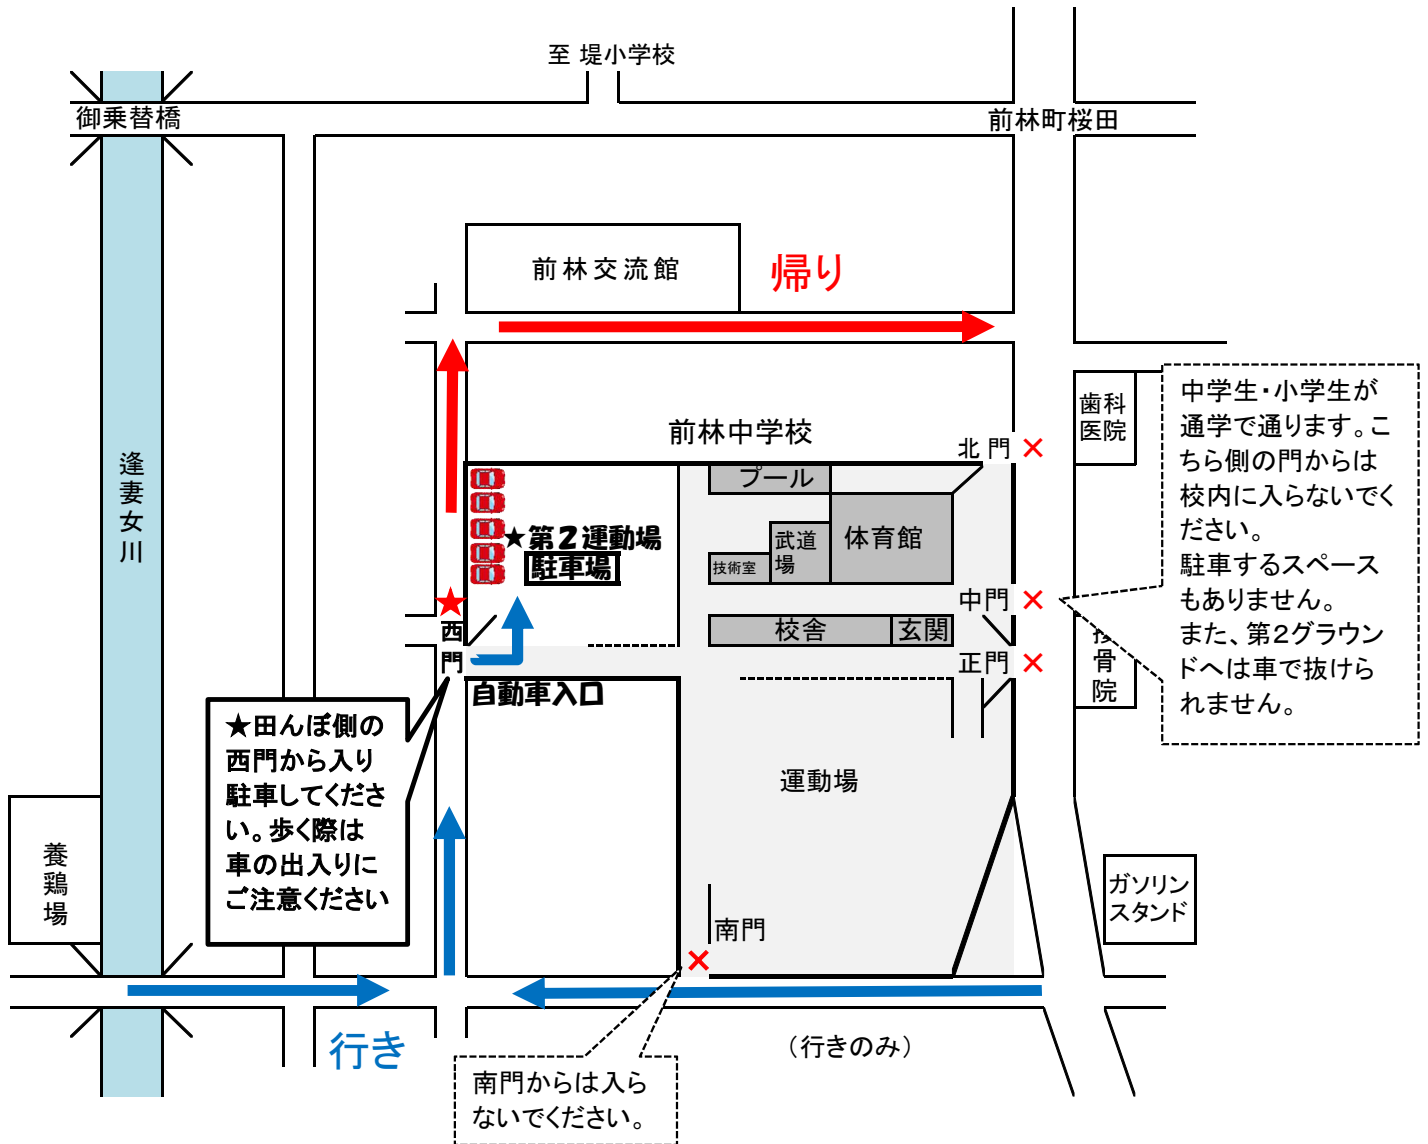 至 堤小学校
御乗替橋
前林町桜田
前林交流館
帰り
逢妻女川
前林中学校
北門
×
歯科
医院
中学生・小学生が
通学で通ります。こ
ちら側の門からは
校内に入らないでく
ださい。
駐車するスペース
もありません。
また、第2グラウン
ドへは車で抜けら
れません。
プール
★第2運動場
駐車場
武道
場
体育館
技術室
★
中門
×
西門
校舎
玄関
正門
×
接骨院
自動車入口
★田んぼ側の
西門から入り
駐車してくださ
い。歩く際は
車の出入りに
ご注意ください
運動場
養鶏場
ガソリン
スタンド
南門
×
行き
(行きのみ)
南門からは入ら
ないでください。